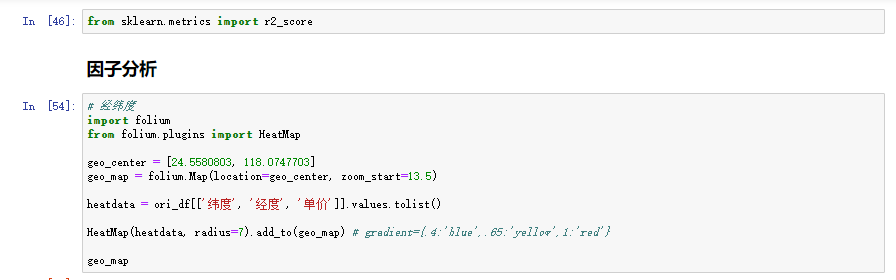 In [46]: from sklearn.metrics import r2_score
因子分析
In [54]: # 经纬度
import folium
from folium.plugins import HeatMap
geo_center = [24.5580803, 118.0747703]
geo_map = folium.Map(location=geo_center, zoom_start=13.5)
heatdata = ori_df[['纬度', '经度', '单价']].values.tolist()
HeatMap(heatdata, radius=7).add_to(geo_map) # gradient={.4:'blue',.65:'yellow',1:'red'}
geo_map